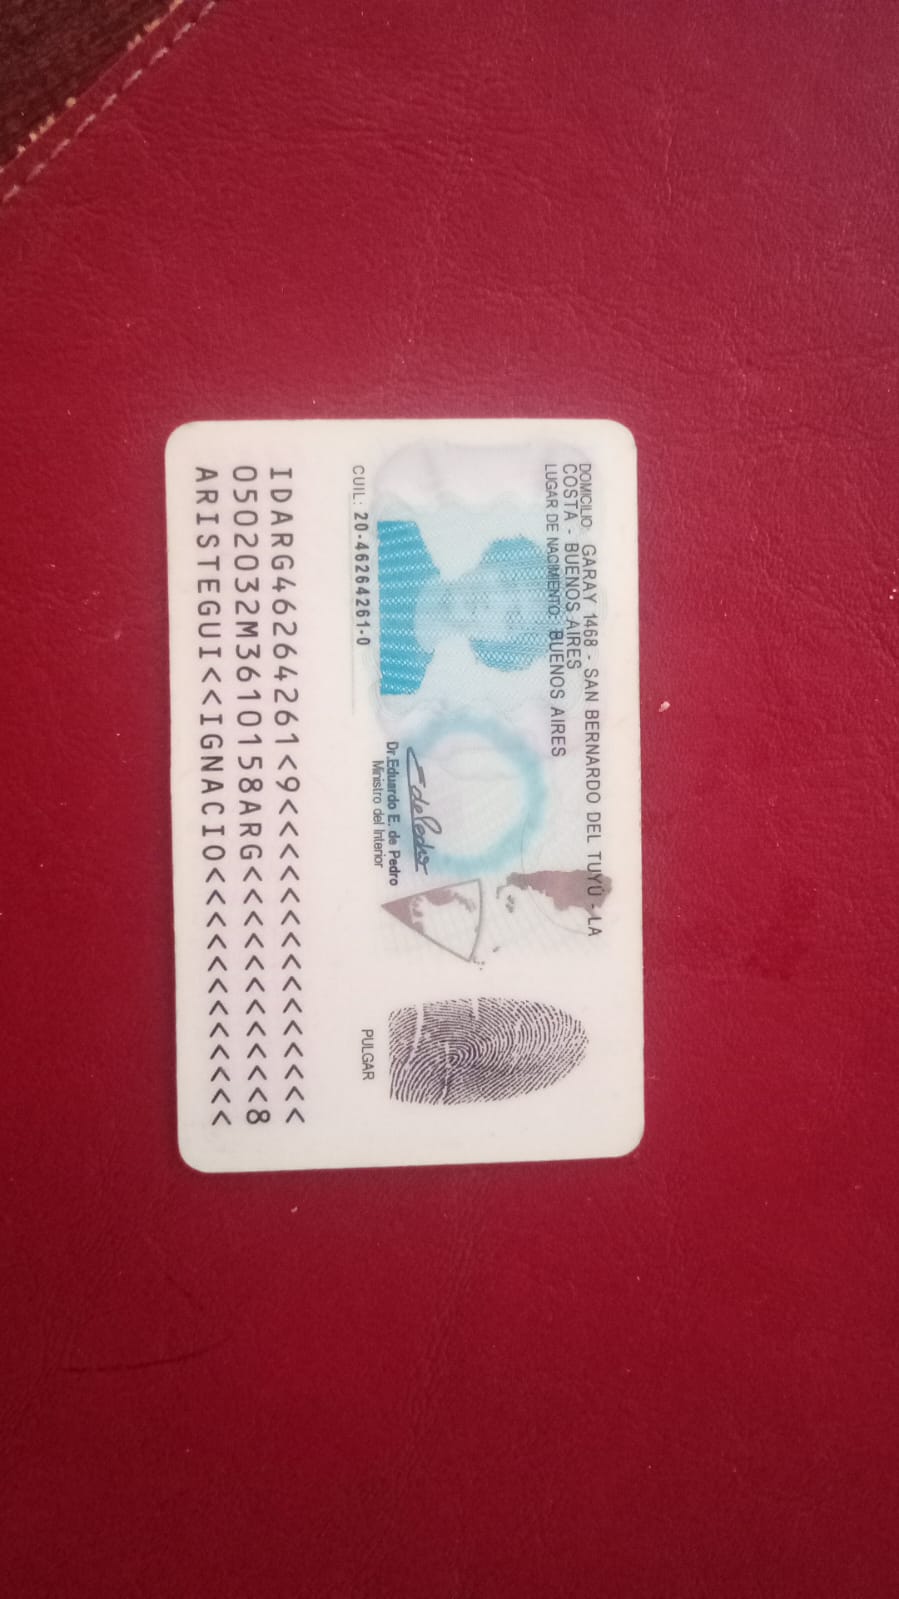 DOMICILIO: GARAY 1468 - SAN BERNARDO DEL TUYÚ - LA
COSTA - BUENOS AIRES
LUGAR DE NACIMIENTO: BUENOS AIRES
Dr. Eduardo E. de Pedro
Ministro del Interior
CUIL: 20-46264261-0
PULGAR
IDARG46264261<9<<<<<<<<<<<<<<<
0502032M3610158ARG<<<<<<<<<<<8
ARISTEGUI<<IGNACIO<<<<<<<<<<<<